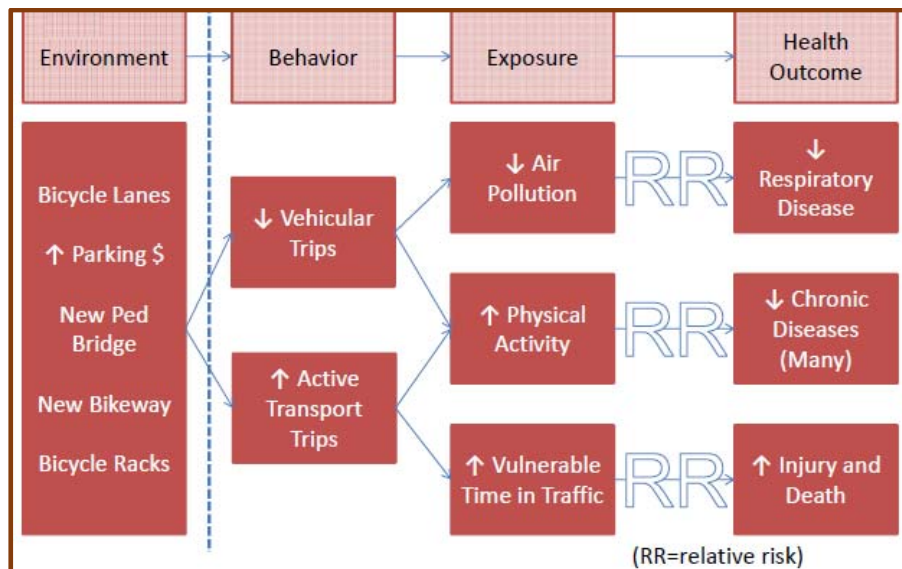 Environment
Behavior
Exposure
Health
Outcome
Bicycle Lanes
↑ Parking $
New Ped
Bridge
New Bikeway
Bicycle Racks
↓ Vehicular
Trips
↑ Active
Transport
Trips
↓ Air
Pollution
RR
↓
Respiratory
Disease
↑ Physical
Activity
RR
↓ Chronic
Diseases
(Many)
↑ Vulnerable
Time in Traffic
RR
↑ Injury and
Death
(RR=relative risk)